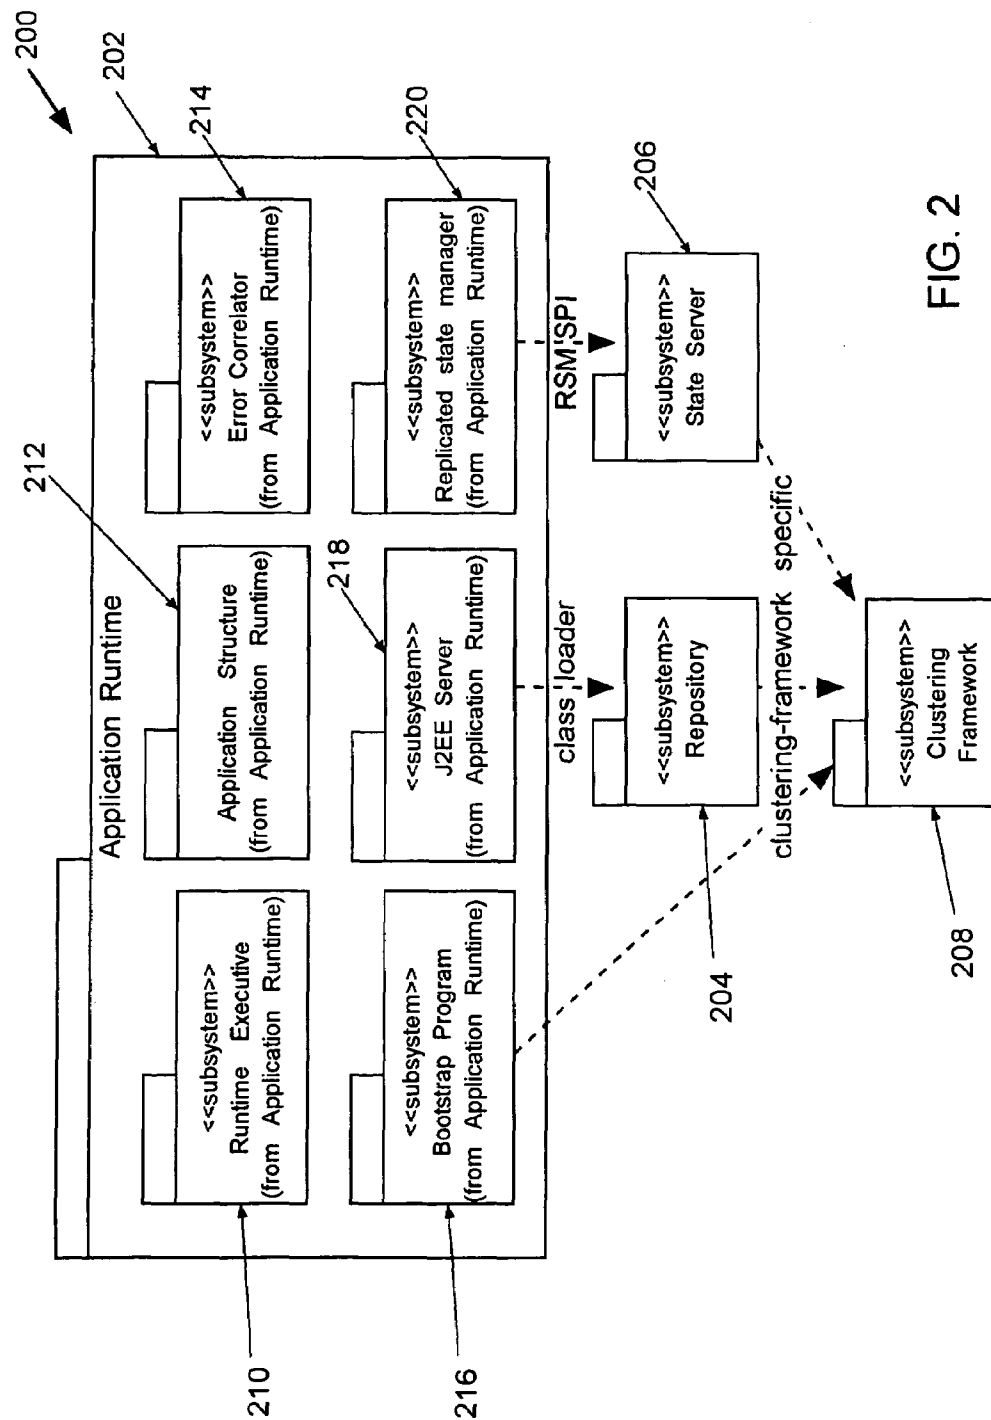 200
202
Application Runtime
212
214
<<subsystem>>
Runtime Executive
(from Application Runtime)
Application Structure
(from Application Runtime)
<<subsystem>>
Error Correlator
(from Application Runtime)
210
218
220
<<subsystem>>
Bootstrap Program
(from Application Runtime)
<<subsystem>>
J2EE Server
(from Application Runtime)
<<subsystem>>
Replicated state manager
(from Application Runtime)
216
class loader
RSM SPI
206
<<subsystem>>
Repository
<<subsystem>>
State Server
204
clustering-framework specific
<<subsystem>>
Clustering
Framework
208
FIG. 2